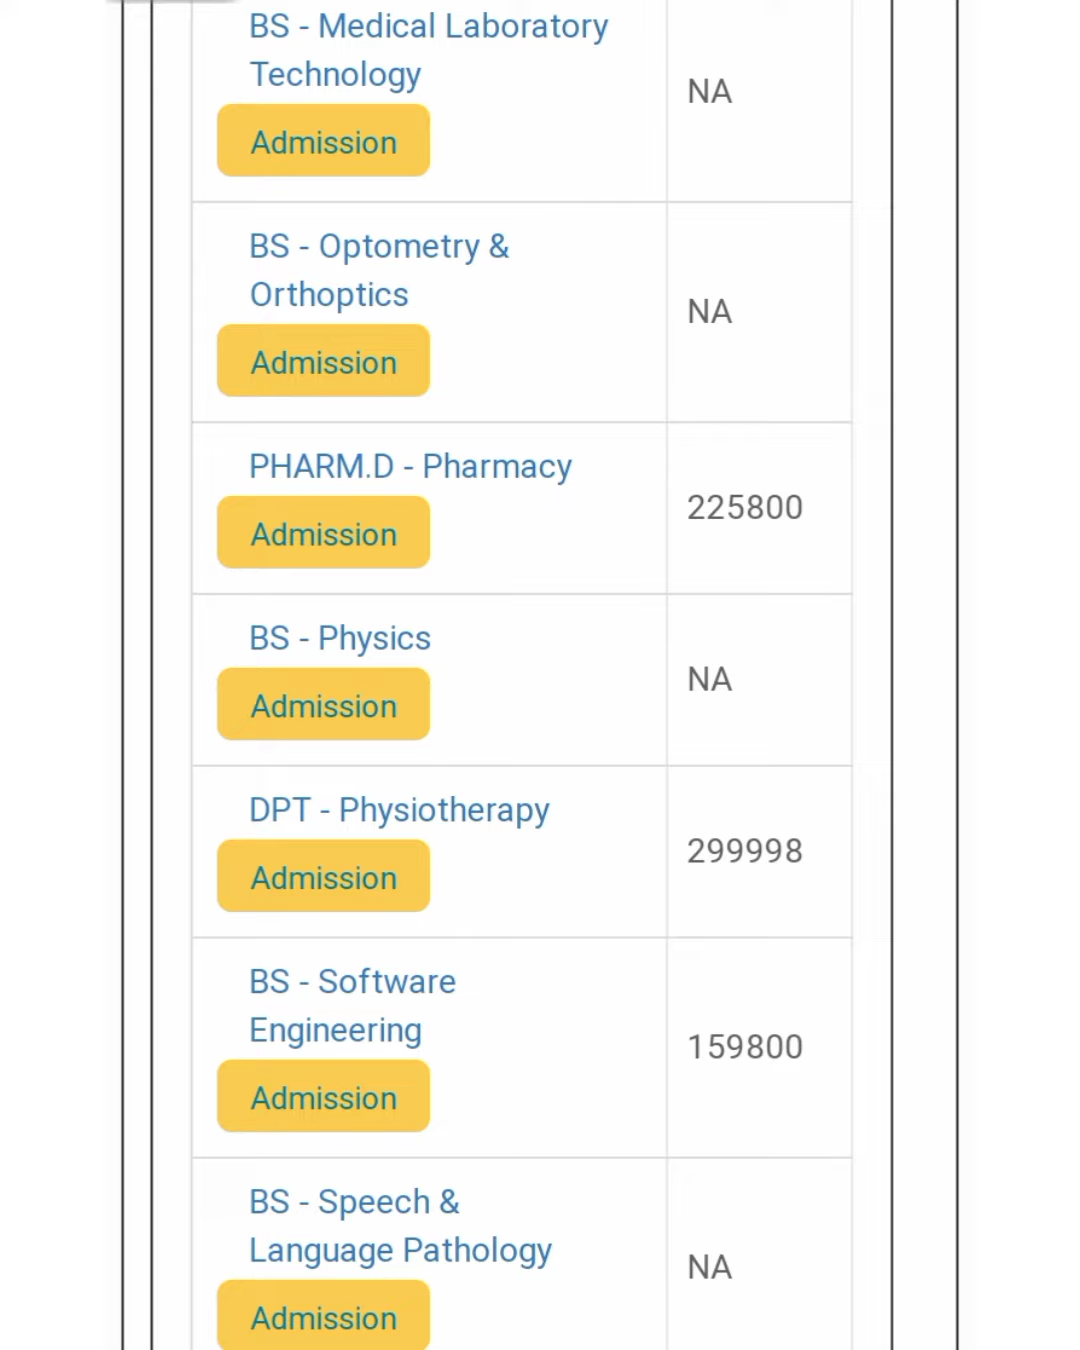 BS - Medical Laboratory
Technology
Admission
NA
BS - Optometry &
Orthoptics
Admission
NA
PHARM.D - Pharmacy
Admission
225800
BS - Physics
Admission
NA
DPT - Physiotherapy
Admission
299998
BS - Software
Engineering
Admission
159800
BS - Speech &
Language Pathology
Admission
NA